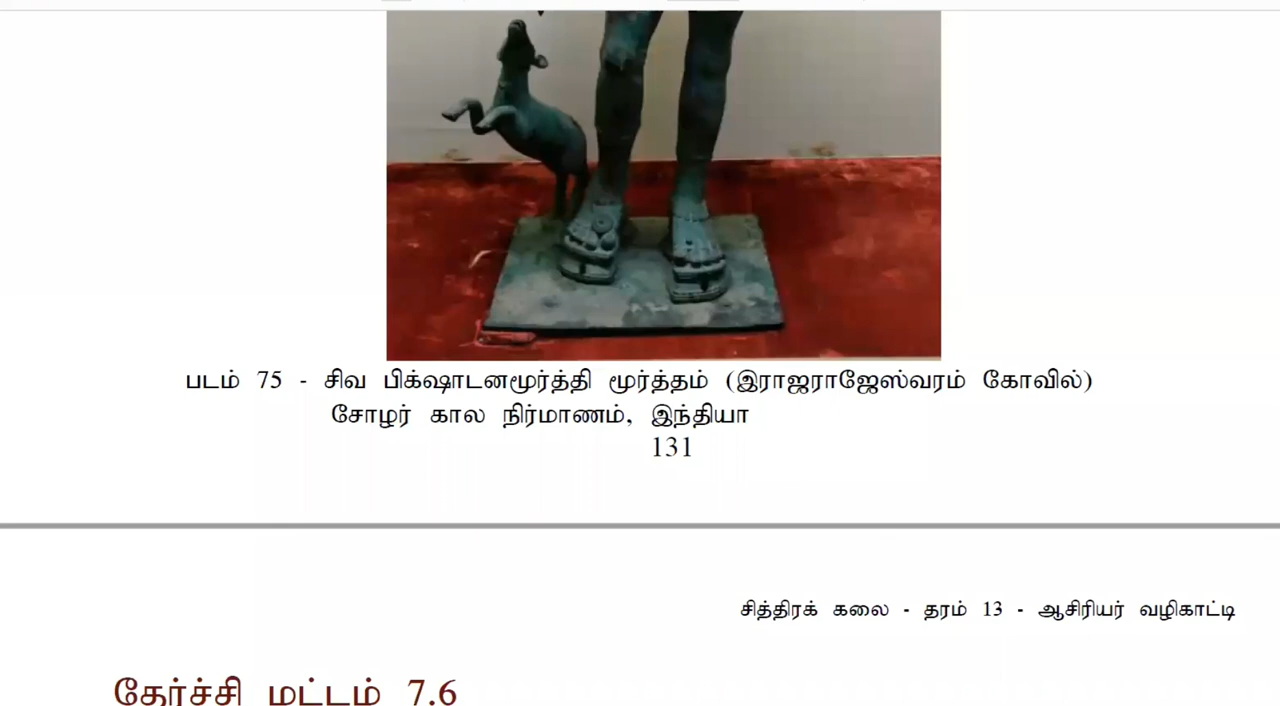 படம் 75 - சிவ பிக்ஷாடனமூர்த்தி மூர்த்தம் (இராஜராஜேஸ்வரம் கோவில்)
சோழர் கால நிர்மாணம், இந்தியா
131
சித்திரக் கலை - தரம் 13 - ஆசிரியர் வழிகாட்டி
தேர்ச்சி மட்டம் 7.6